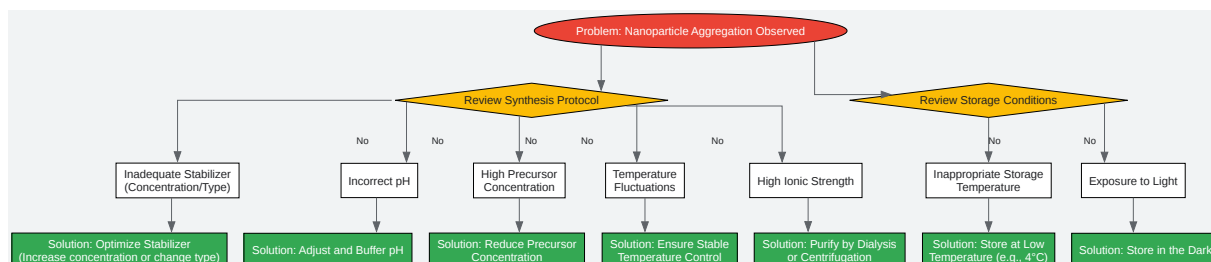 Problem: Nanoparticle Aggregation Observed
Review Synthesis Protocol
Review Storage Conditions
No
No
No
No
No
No
No
Inadequate Stabilizer
(Concentration/Type)
Incorrect pH
High Precursor
Concentration
Temperature
Fluctuations
High Ionic Strength
Inappropriate Storage
Temperature
Exposure to Light
Solution: Optimize Stabilizer
(Increase concentration or change type)
Solution: Adjust and Buffer pH
Solution: Reduce Precursor
Concentration
Solution: Ensure Stable
Temperature Control
Solution: Purify by Dialysis
or Centrifugation
Solution: Store at Low
Temperature (e.g., 4°C)
Solution: Store in the Dark